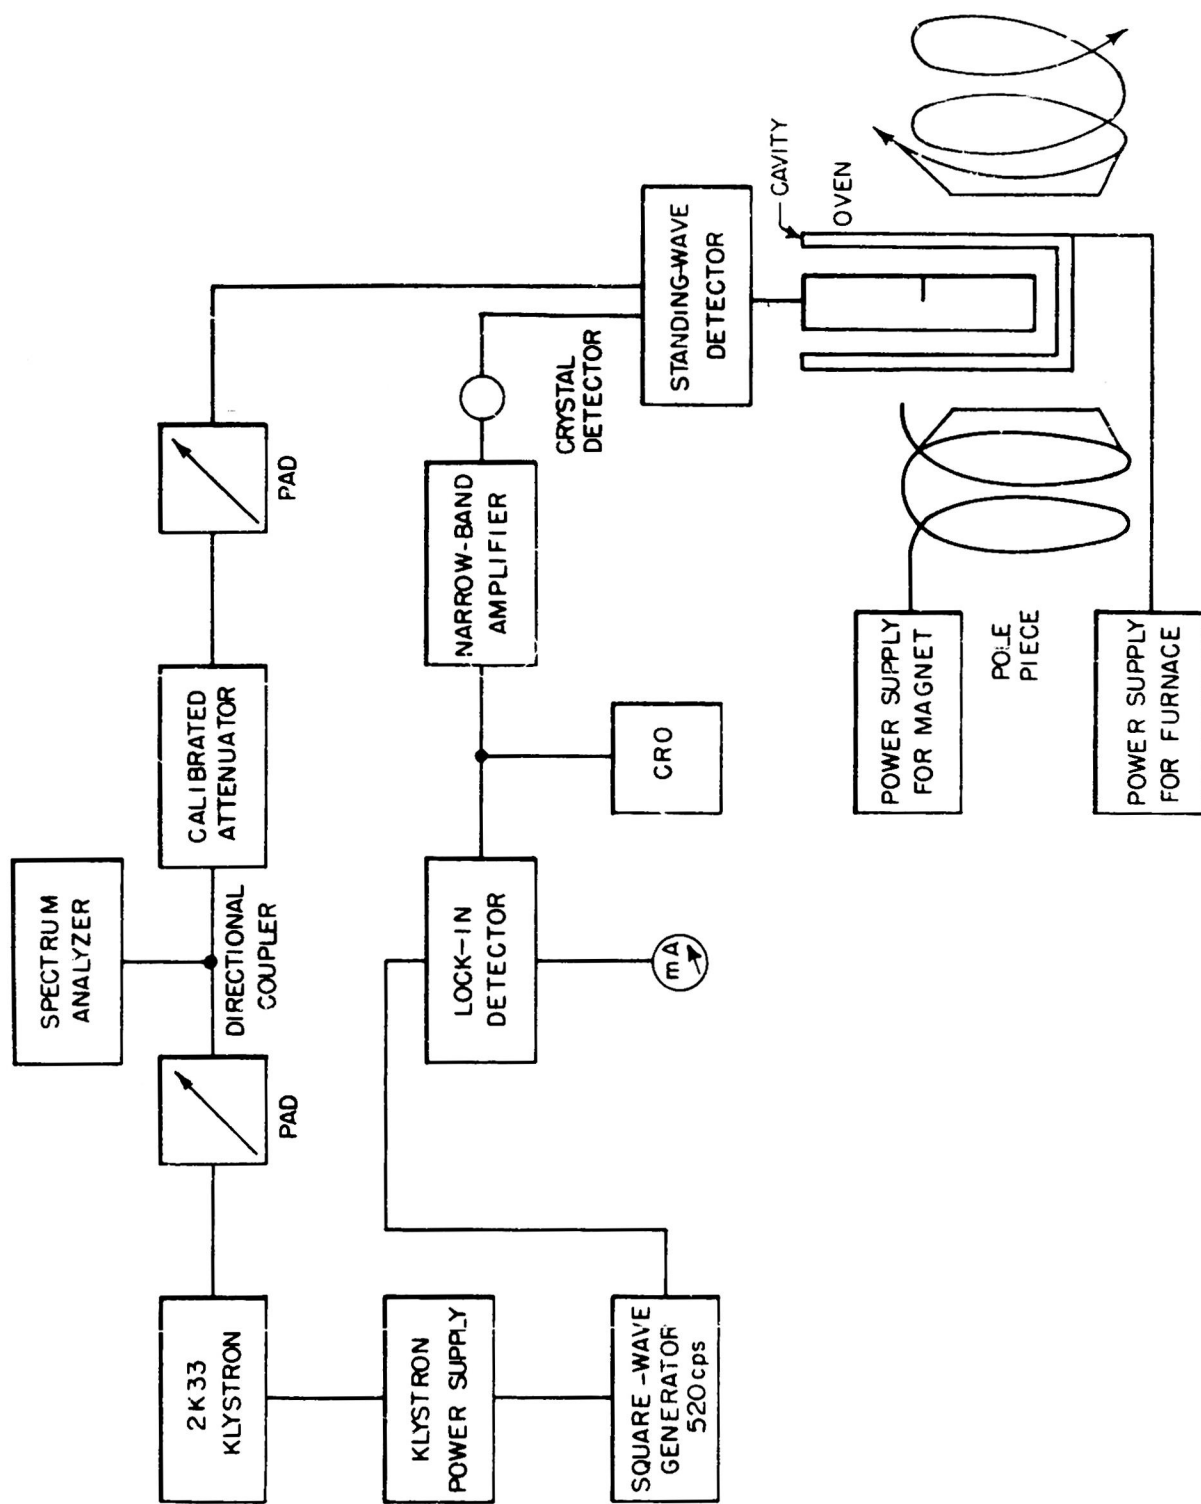 SPECTRUM
ANALYZER
2K33
KLYSTRON
PAD
DIRECTIONAL
COUPLER
CALIBRATED
ATTENUATOR
PAD
KLYSTRON
POWER SUPPLY
LOCK-IN
DETECTOR
NARROW-BAND
AMPLIFIER
CRYSTAL
DETECTOR
SQUARE-WAVE
GENERATOR
520cps
mA
CRO
STANDING-WAVE
DETECTOR
CAVITY
OVEN
POWER SUPPLY
FOR MAGNET
POLE
PIECE
POWER SUPPLY
FOR FURNACE